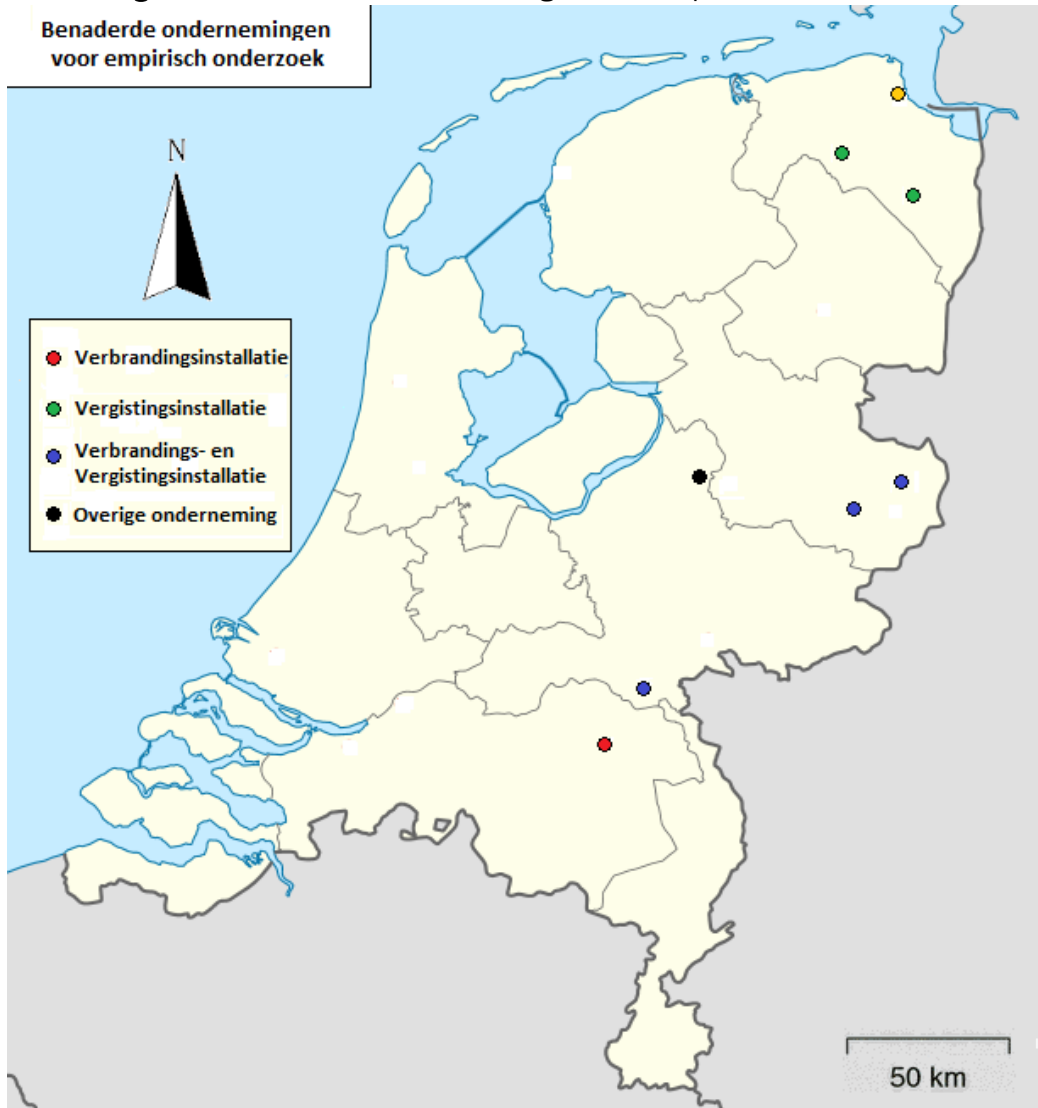 Benaderde ondernemingen
voor empirisch onderzoek
N
Verbrandingsinstallatie
Vergistingsinstallatie
Verbrandings- en
Vergistingsinstallatie
Overige onderneming
50 km